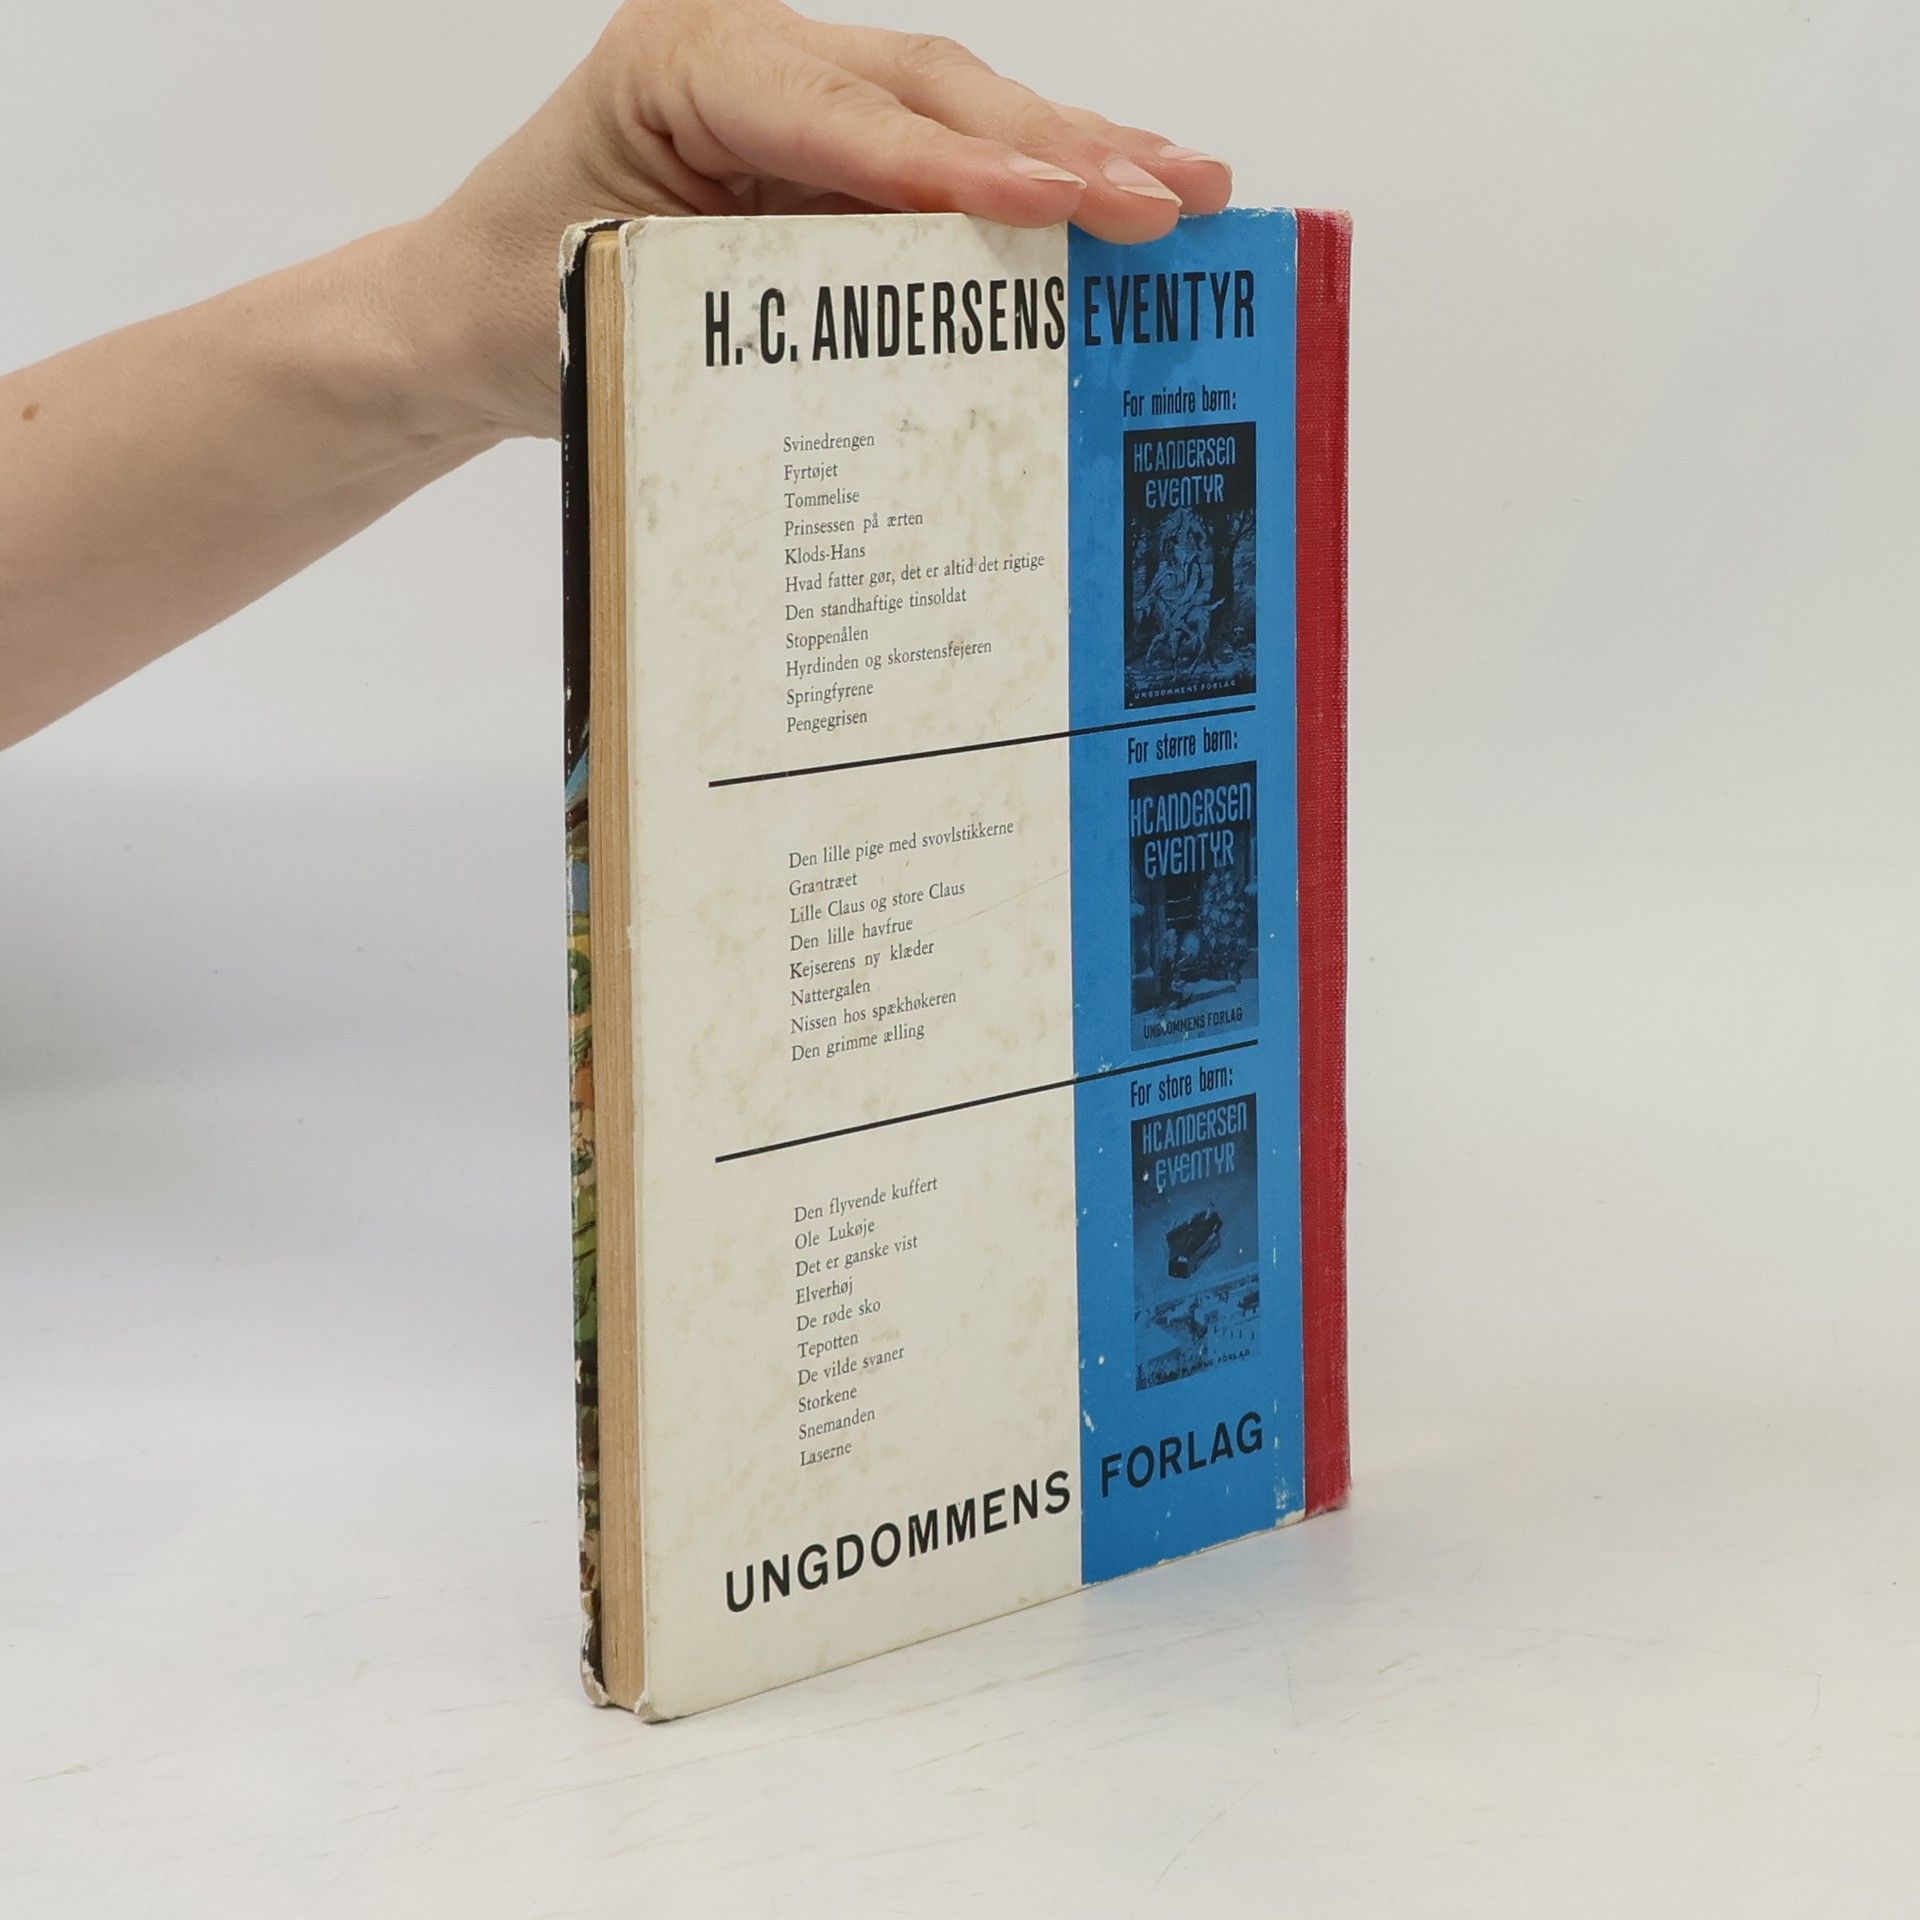 H. C. ANDERSENS EVENTYR
For mindre børn:
Svinedrengen
Fyrtøjet
Tommelise
Prinsessen på ærten
Klods-Hans
Hvad fatter gør, det er altid det rigtige
Den standhaftige tinsoldat
Stoppenålen
Hyrdinden og skorstensfejeren
Springfyrene
Pengegrisen
HC ANDERSEN
EVENTYR
UNGDOMMENS FORLAG
For større børn:
Den lille pige med svovlstikkerne
Grantræet
Lille Claus og store Claus
Den lille havfrue
Kejserens ny klæder
Nattergalen
Nissen hos spækhøkeren
Den grimme ælling
HC ANDERSEN
EVENTYR
UNGDOMMENS FORLAG
For store børn:
Den flyvende kuffert
Ole Lukøje
Det er ganske vist
Elverhøj
De røde sko
Tepotten
De vilde svaner
Storkene
Snemanden
Laserne
HC ANDERSEN
EVENTYR
FORLAG
UNGDOMMENS FORLAG